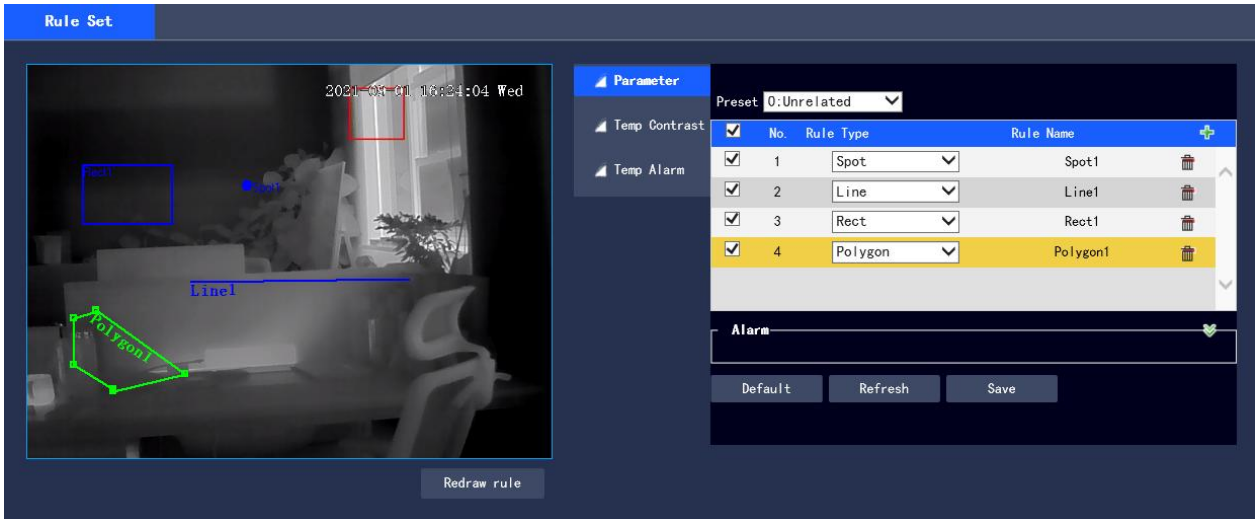 Rule Set
2021-09-01 16:24:04 Wed
Rect1
Spot1
Line1
Polygon1
Redraw rule
Parameter
Temp Contrast
Temp Alarm
Preset 0:Unrelated
No. Rule Type Rule Name
1 Spot Spot1
2 Line Line1
3 Rect Rect1
4 Polygon Polygon1
Alarm
Default Refresh Save